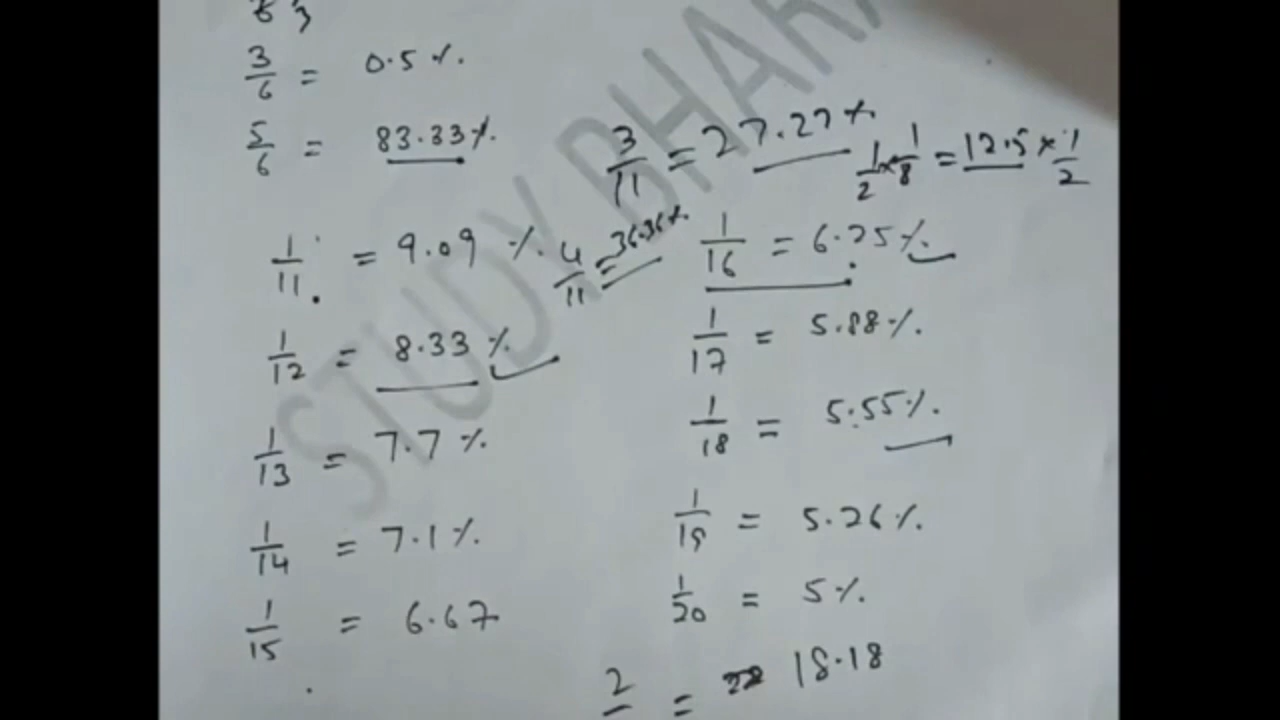 3/6 = 0.5 %.
5/6 = 83.33 %.
3/11 = 27.27 %.
1/2 × 1/8 = 12.5 × 1/2
1/11 = 9.09 %.
4/11 = 36.36 %.
1/16 = 6.25 %.
1/12 = 8.33 %.
1/17 = 5.88 %.
1/13 = 7.7 %.
1/18 = 5.55 %.
1/14 = 7.1 %.
1/19 = 5.26 %.
1/15 = 6.67
1/20 = 5 %.
2 = 18.18
STUDY BHARA